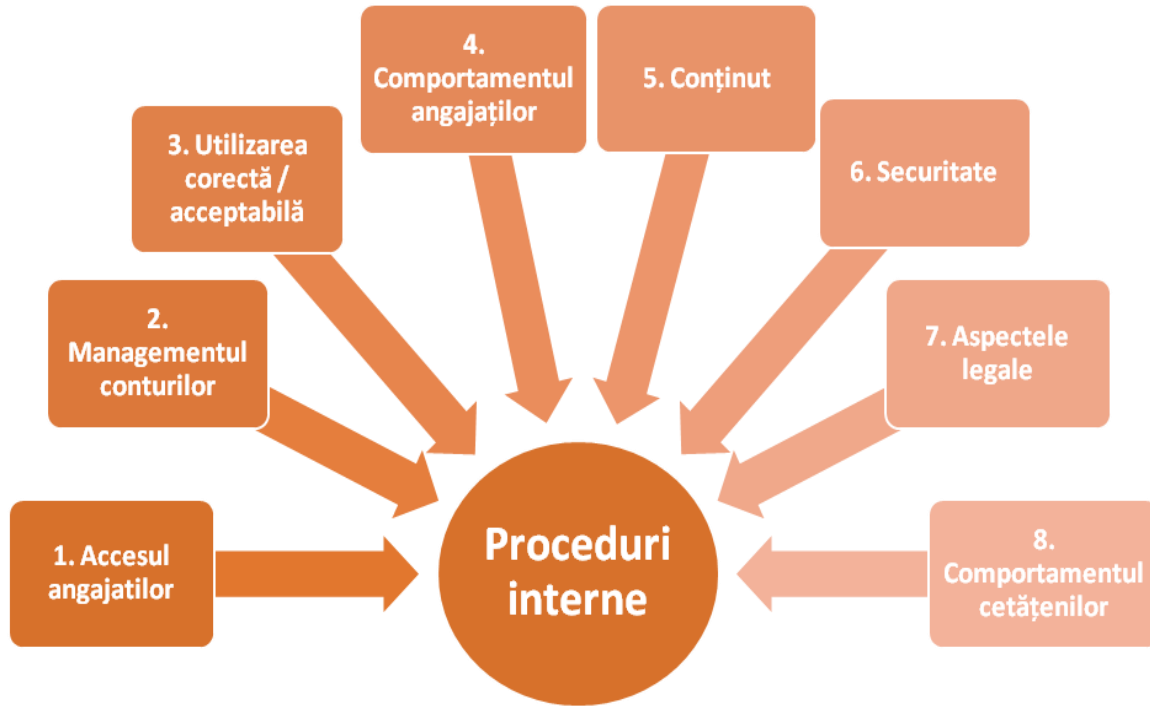 1. Accesul
angajatilor
2.
Managementul
conturilor
3. Utilizarea
corectă /
acceptabilă
4.
Comportamentul
angajaților
5. Conținut
6. Securitate
7. Aspectele
legale
8.
Comportamentul
cetățenilor
Proceduri
interne